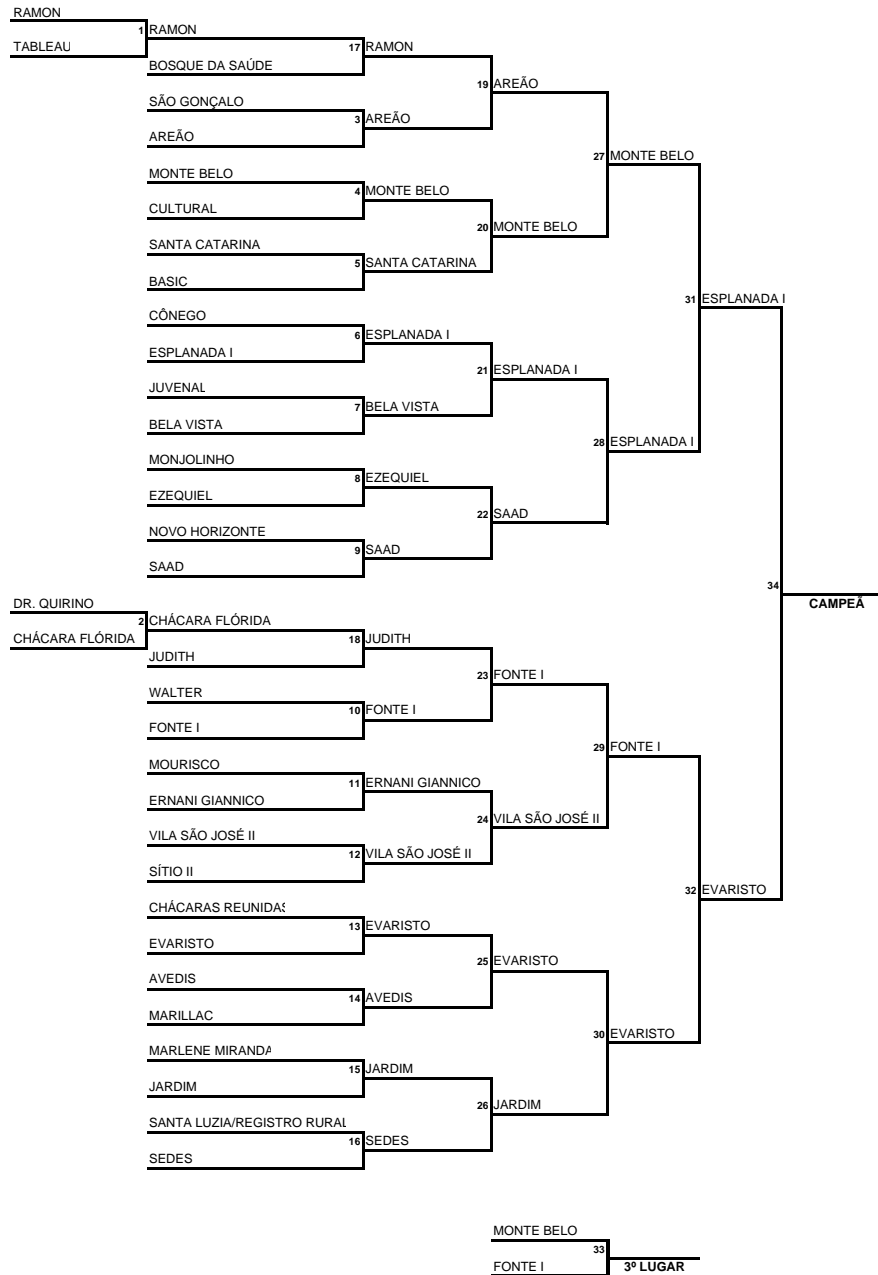 RAMON
1 RAMON
TABLEAU
17 RAMON
BOSQUE DA SAÚDE
19 AREÃO
SÃO GONÇALO
3 AREÃO
AREÃO
27 MONTE BELO
MONTE BELO
4 MONTE BELO
CULTURAL
20 MONTE BELO
SANTA CATARINA
5 SANTA CATARINA
BASIC
31 ESPLANADA I
CÔNEGO
6 ESPLANADA I
ESPLANADA I
21 ESPLANADA I
JUVENAL
7 BELA VISTA
BELA VISTA
28 ESPLANADA I
MONJOLINHO
8 EZEQUIEL
EZEQUIEL
22 SAAD
NOVO HORIZONTE
9 SAAD
SAAD
34
CAMPEÃ
DR. QUIRINO
2 CHÁCARA FLÓRIDA
CHÁCARA FLÓRIDA
18 JUDITH
JUDITH
23 FONTE I
WALTER
10 FONTE I
FONTE I
29 FONTE I
MOURISCO
11 ERNANI GIANNICO
ERNANI GIANNICO
24 VILA SÃO JOSÉ II
VILA SÃO JOSÉ II
12 VILA SÃO JOSÉ II
SÍTIO II
32 EVARISTO
CHÁCARAS REUNIDAS
13 EVARISTO
EVARISTO
25 EVARISTO
AVEDIS
14 AVEDIS
MARILLAC
30 EVARISTO
MARLENE MIRANDA
15 JARDIM
JARDIM
26 JARDIM
SANTA LUZIA/REGISTRO RURAL
16 SEDES
SEDES
MONTE BELO
33
FONTE I
3º LUGAR